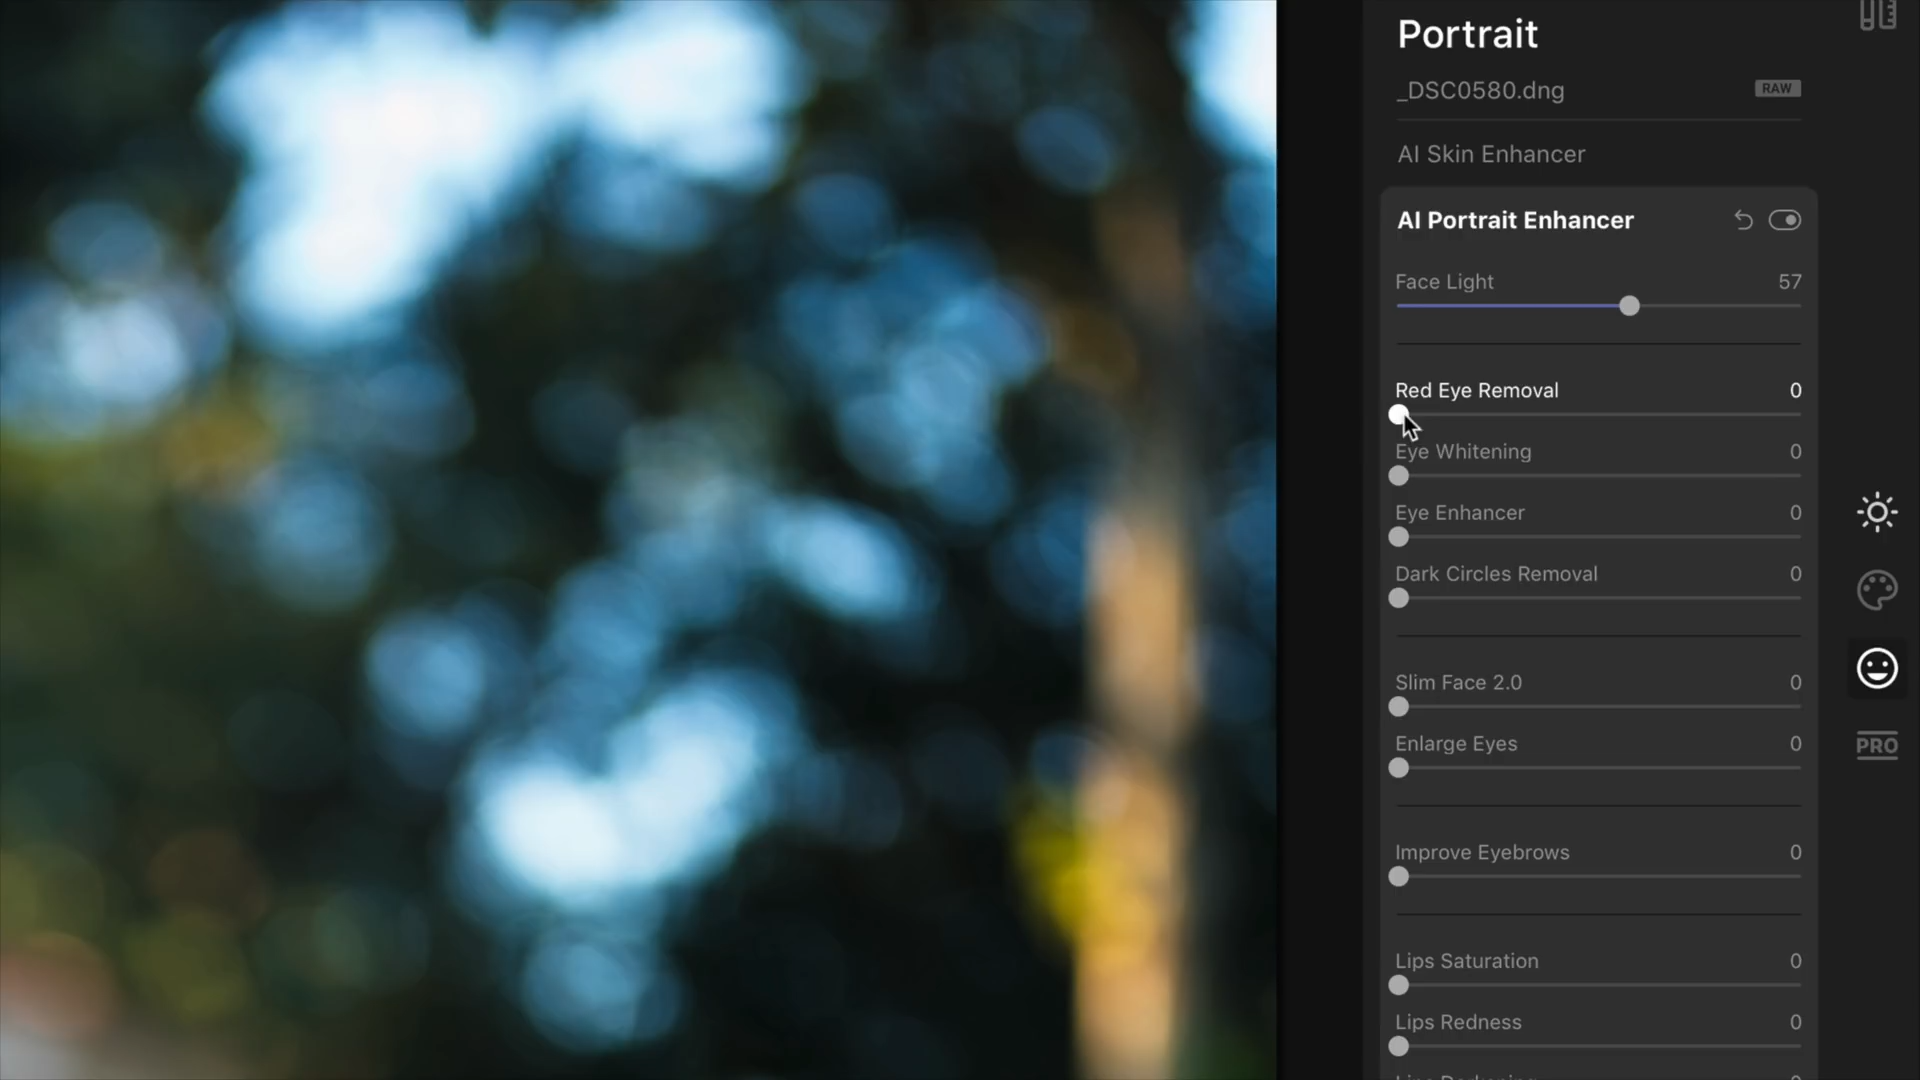 Portrait
_DSC0580.dng
RAW
AI Skin Enhancer
AI Portrait Enhancer
Face Light 57
Red Eye Removal 0
Eye Whitening 0
Eye Enhancer 0
Dark Circles Removal 0
Slim Face 2.0 0
Enlarge Eyes 0
PRO
Improve Eyebrows 0
Lips Saturation 0
Lips Redness 0